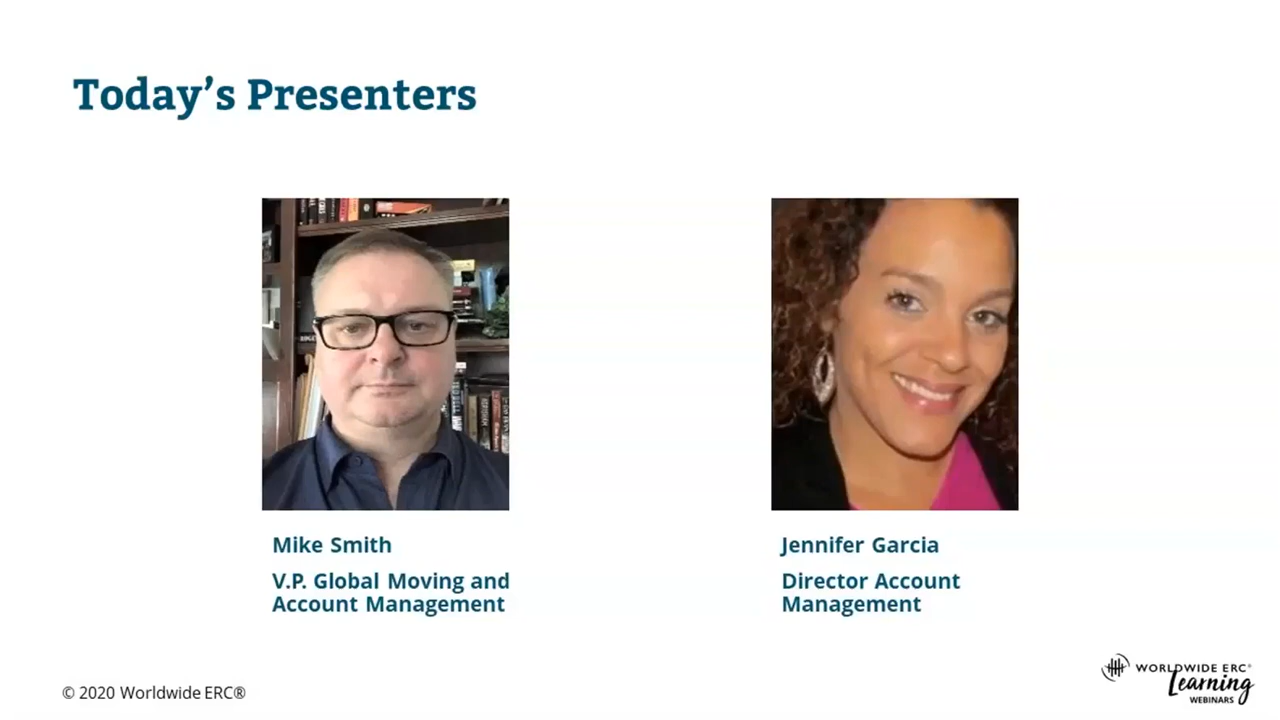 Today’s Presenters
Mike Smith
V.P. Global Moving and
Account Management
Jennifer Garcia
Director Account
Management
© 2020 Worldwide ERC®
WORLDWIDE ERC®
Learning
WEBINARS